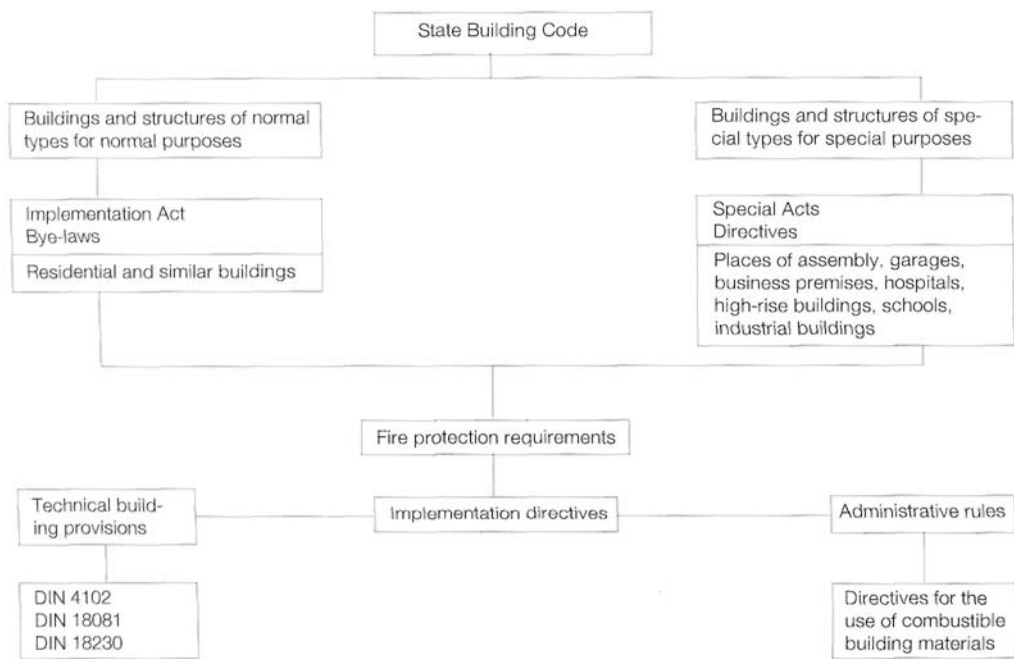 State Building Code
Buildings and structures of normal
types for normal purposes
Buildings and structures of spe-
cial types for special purposes
Implementation Act
Bye-laws
Residential and similar buildings
Special Acts
Directives
Places of assembly, garages,
business premises, hospitals,
high-rise buildings, schools,
industrial buildings
Fire protection requirements
Technical build-
ing provisions
Implementation directives
Administrative rules
DIN 4102
DIN 18081
DIN 18230
Directives for the
use of combustible
building materials